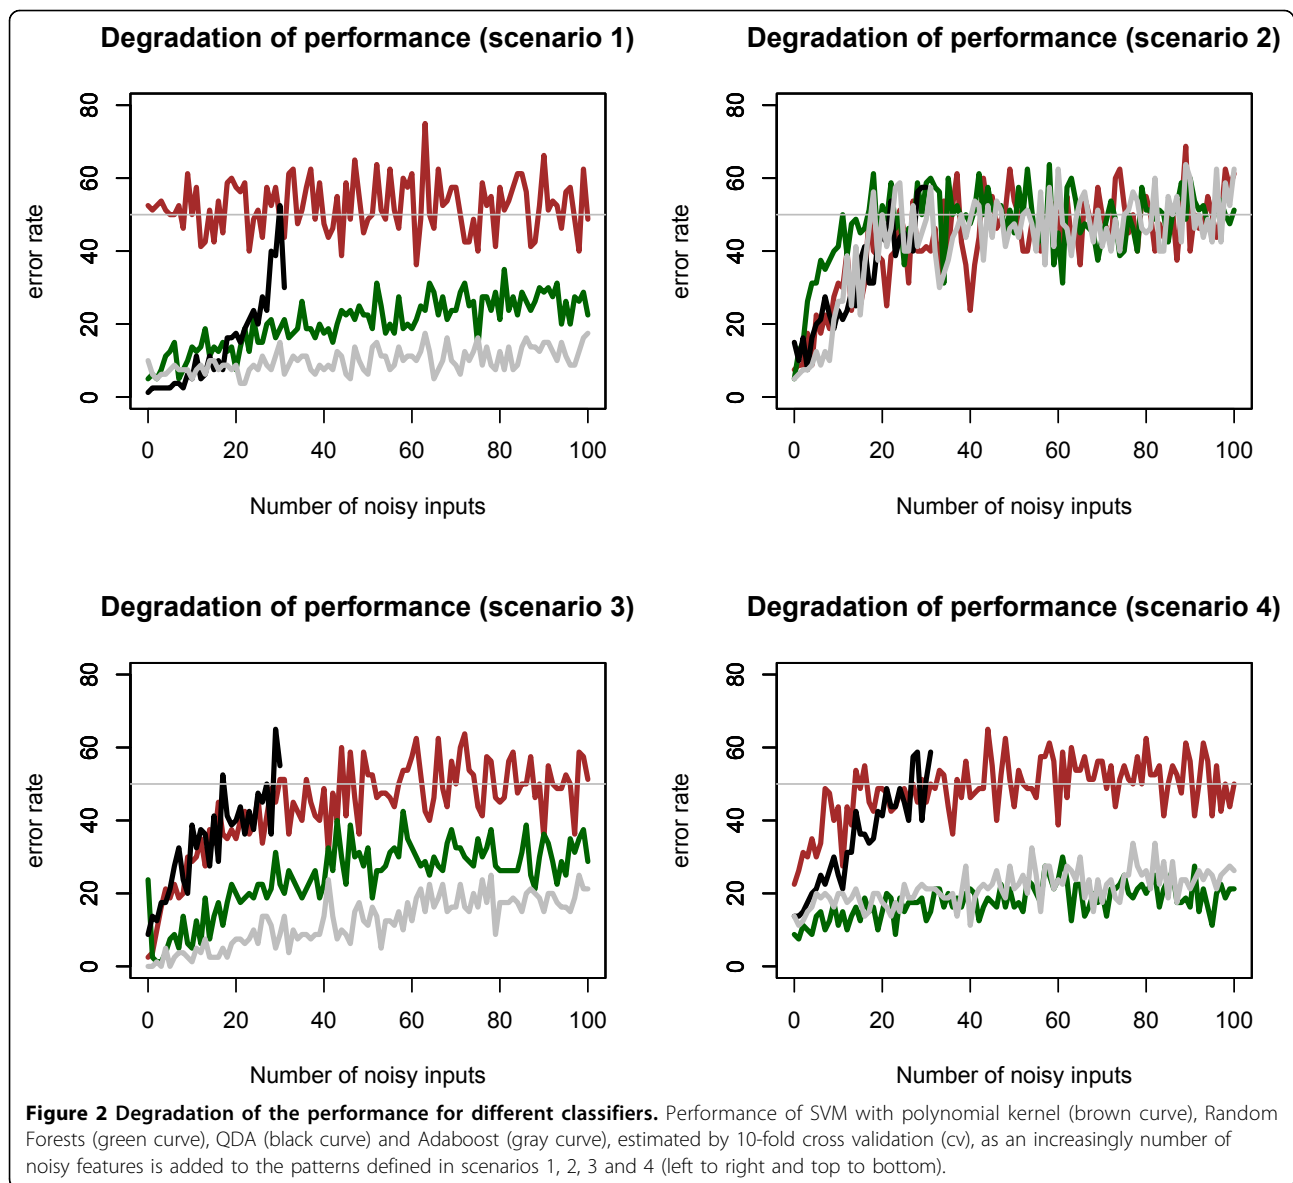 Degradation of performance (scenario 1)
80
60
40
20
0
error rate
0 20 40 60 80 100
Number of noisy inputs
Degradation of performance (scenario 2)
80
60
40
20
0
error rate
0 20 40 60 80 100
Number of noisy inputs
Degradation of performance (scenario 3)
80
60
40
20
0
error rate
0 20 40 60 80 100
Number of noisy inputs
Degradation of performance (scenario 4)
80
60
40
20
0
error rate
0 20 40 60 80 100
Number of noisy inputs
Figure 2 Degradation of the performance for different classifiers. Performance of SVM with polynomial kernel (brown curve), Random
Forests (green curve), QDA (black curve) and Adaboost (gray curve), estimated by 10-fold cross validation (cv), as an increasingly number of
noisy features is added to the patterns defined in scenarios 1, 2, 3 and 4 (left to right and top to bottom).